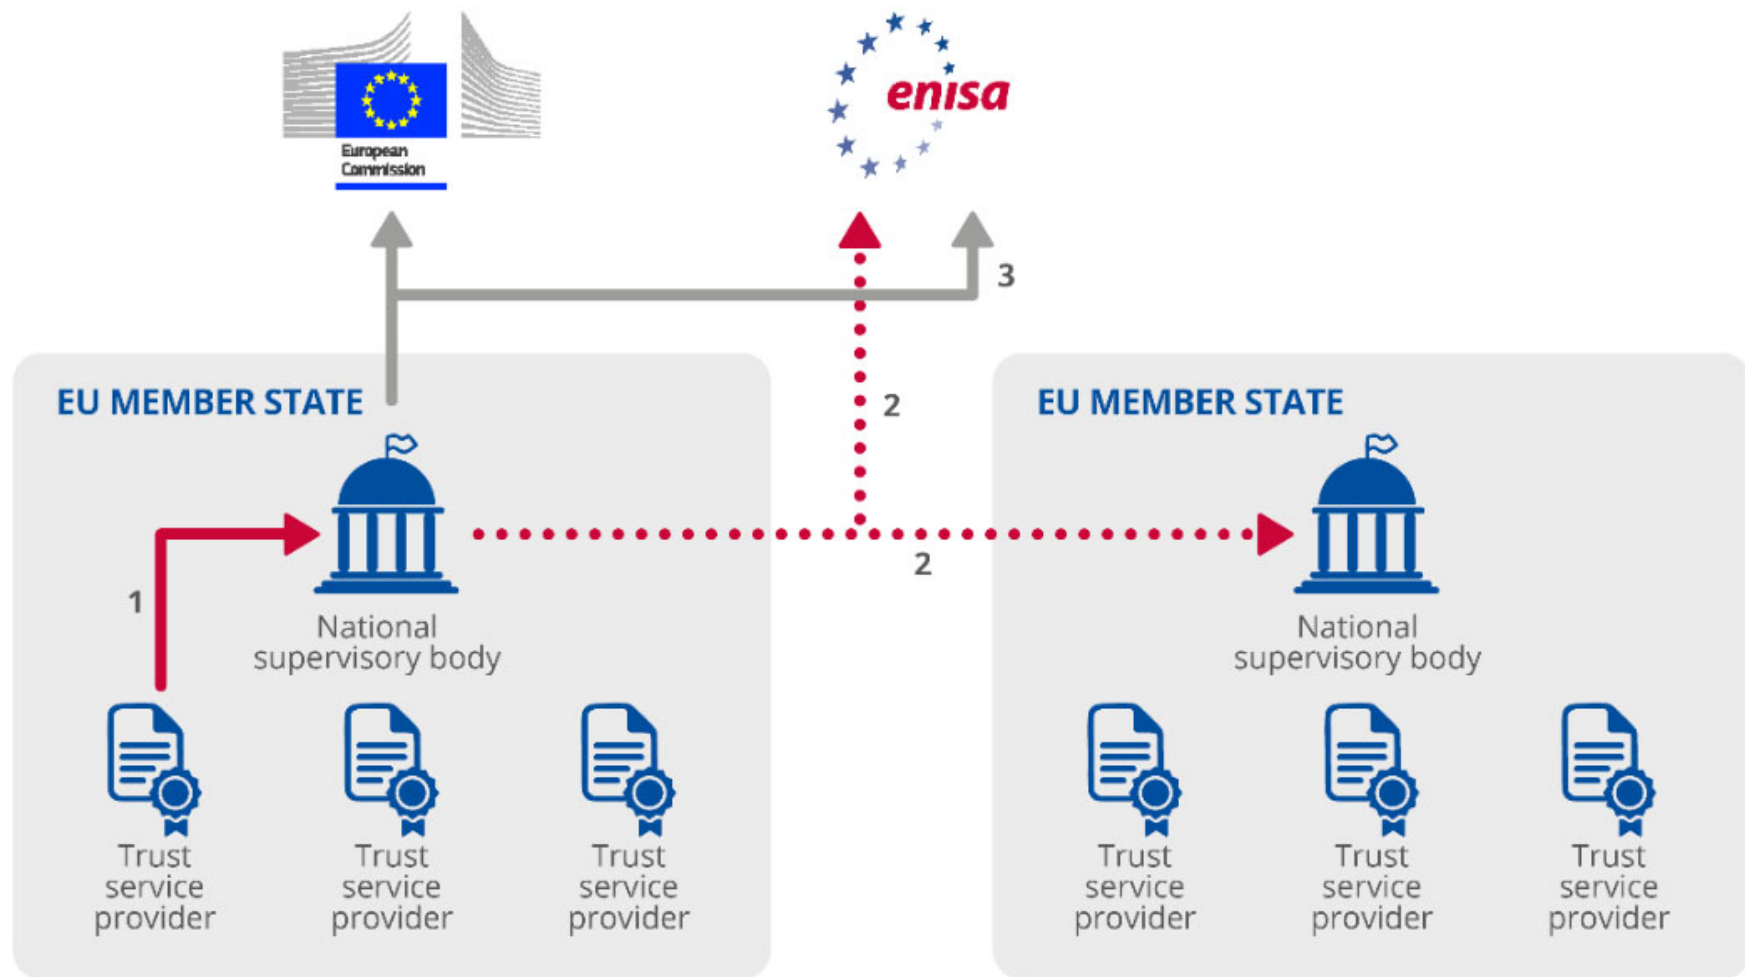 European
Commission
enisa
3
2
EU MEMBER STATE
EU MEMBER STATE
2
1
National
supervisory body
National
supervisory body
Trust
service
provider
Trust
service
provider
Trust
service
provider
Trust
service
provider
Trust
service
provider
Trust
service
provider